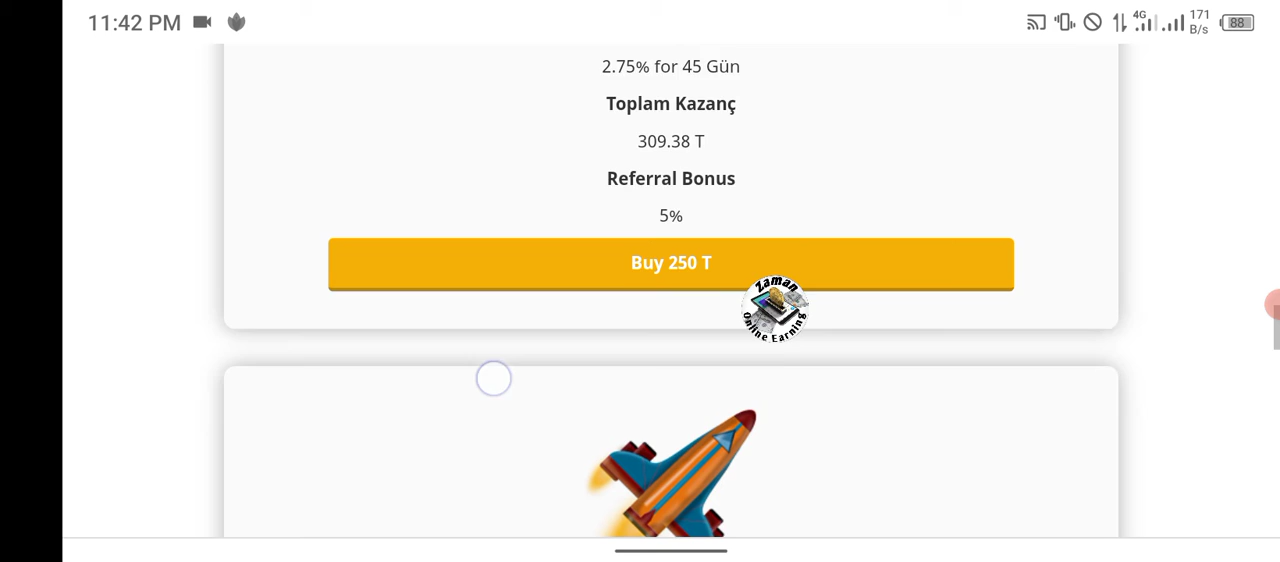 11:42 PM
4G
171
B/s
88
2.75% for 45 Gün
Toplam Kazanç
309.38 T
Referral Bonus
5%
Buy 250 T
Zaman
Online Earning